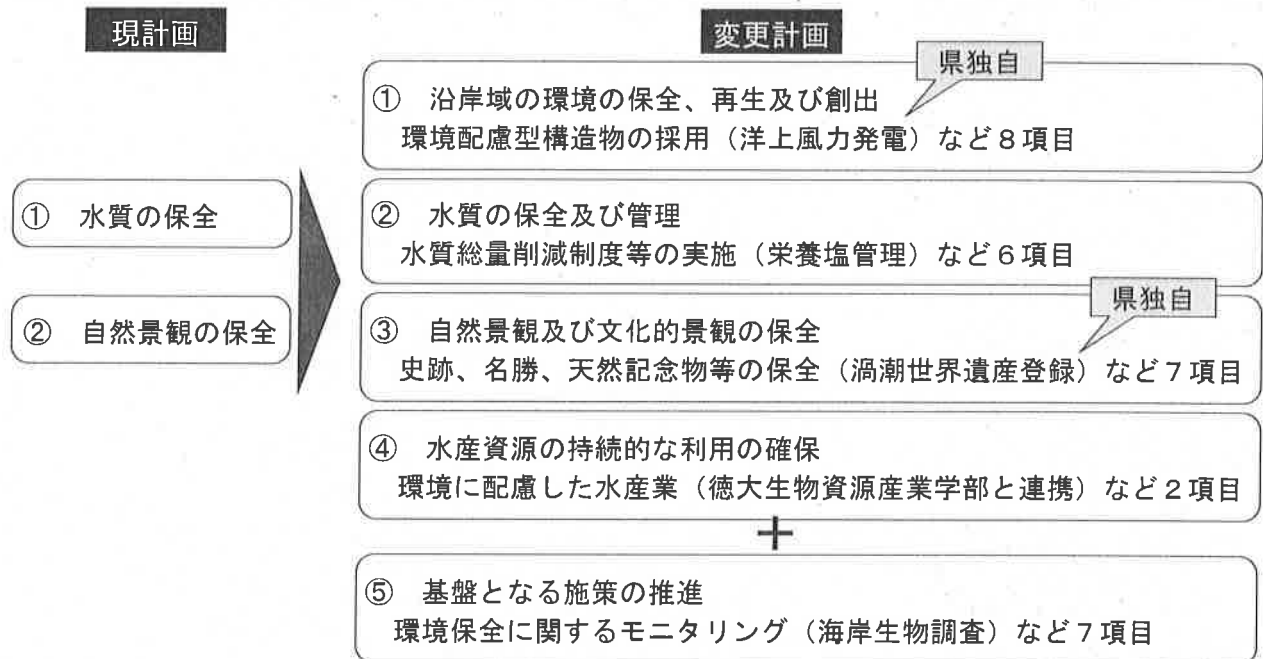 現計画
① 水質の保全
② 自然景観の保全
変更計画
県独自
① 沿岸域の環境の保全、再生及び創出
環境配慮型構造物の採用（洋上風力発電）など８項目
② 水質の保全及び管理
水質総量削減制度等の実施（栄養塩管理）など６項目
県独自
③ 自然景観及び文化的景観の保全
史跡、名勝、天然記念物等の保全（渦潮世界遺産登録）など７項目
④ 水産資源の持続的な利用の確保
環境に配慮した水産業（徳大生物資源産業学部と連携）など２項目
＋
⑤ 基盤となる施策の推進
環境保全に関するモニタリング（海岸生物調査）など７項目